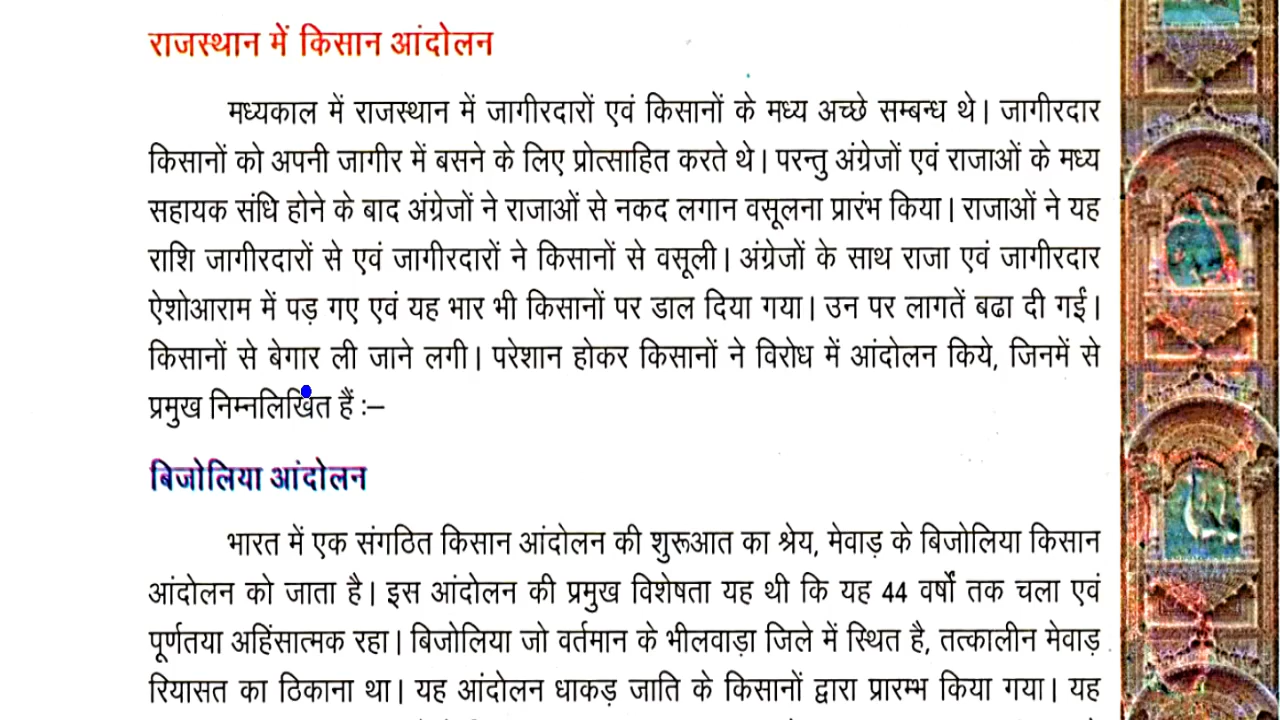 राजस्थान में किसान आंदोलन
मध्यकाल में राजस्थान में जागीरदारों एवं किसानों के मध्य अच्छे सम्बन्ध थे। जागीरदार
किसानों को अपनी जागीर में बसने के लिए प्रोत्साहित करते थे। परन्तु अंग्रेजों एवं राजाओं के मध्य
सहायक संधि होने के बाद अंग्रेजों ने राजाओं से नकद लगान वसूलना प्रारंभ किया। राजाओं ने यह
राशि जागीरदारों से एवं जागीरदारों ने किसानों से वसूली। अंग्रेजों के साथ राजा एवं जागीरदार
ऐशोआराम में पड़ गए एवं यह भार भी किसानों पर डाल दिया गया। उन पर लागतें बढा दी गईं।
किसानों से बेगार ली जाने लगी। परेशान होकर किसानों ने विरोध में आंदोलन किये, जिनमें से
प्रमुख निम्नलिखित हैं :–
बिजोलिया आंदोलन
भारत में एक संगठित किसान आंदोलन की शुरूआत का श्रेय, मेवाड़ के बिजोलिया किसान
आंदोलन को जाता है। इस आंदोलन की प्रमुख विशेषता यह थी कि यह 44 वर्षों तक चला एवं
पूर्णतया अहिंसात्मक रहा। बिजोलिया जो वर्तमान के भीलवाड़ा जिले में स्थित है, तत्कालीन मेवाड़
रियासत का ठिकाना था। यह आंदोलन धाकड़ जाति के किसानों द्वारा प्रारम्भ किया गया। यह